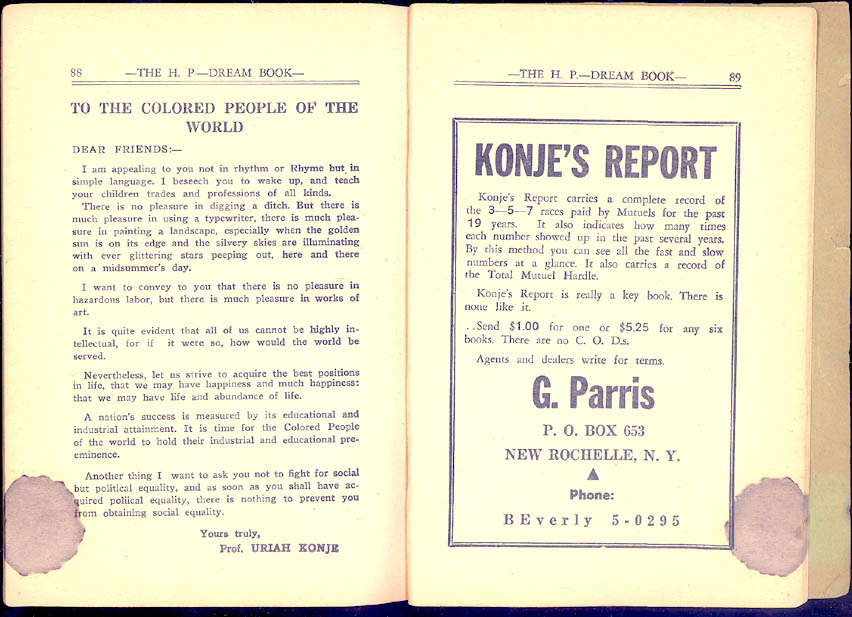 88 —THE H. P—DREAM BOOK—
TO THE COLORED PEOPLE OF THE
WORLD
DEAR FRIENDS:—
I am appealing to you not in rhythm or Rhyme but in
simple language. I beseech you to wake up, and teach
your children trades and professions of all kinds.
There is no pleasure in digging a ditch. But there is
much pleasure in using a typewriter, there is much plea-
sure in painting a landscape, especially when the golden
sun is on its edge and the silvery skies are illuminating
with ever glittering stars peeping out, here and there
on a midsummer's day.
I want to convey to you that there is no pleasure in
hazardous labor, but there is much pleasure in works of
art.
It is quite evident that all of us cannot be highly in-
tellectual, for if it were so, how would the world be
served.
Nevertheless, let us strive to acquire the best positions
in life, that we may have happiness and much happiness:
that we may have life and abundance of life.
A nation's success is measured by its educational and
industrial attainment. It is time for the Colored People
of the world to hold their industrial and educational pre-
eminence.
Another thing I want to ask you not to fight for social
but political equality, and as soon as you shall have ac-
quired poliical equality, there is nothing to prevent you
from obtaining social equality.
Yours truly,
Prof. URIAH KONJE
—THE H. P.—DREAM BOOK— 89
KONJE'S REPORT
Konje's Report carries a complete record of
the 3—5—7 races paid by Mutuels for the past
19 years. It also indicates how many times
each number showed up in the past several years.
By this method you can see all the fast and slow
numbers at a glance. It also carries a record of
the Total Mutuel Hardle.
Konje's Report is really a key book. There is
none like it.
..Send $1.00 for one or $5.25 for any six
books. There are no C. O. D.s.
Agents and dealers write for terms.
G. Parris
P. O. BOX 653
NEW ROCHELLE, N. Y.
Phone:
BEverly 5-0295